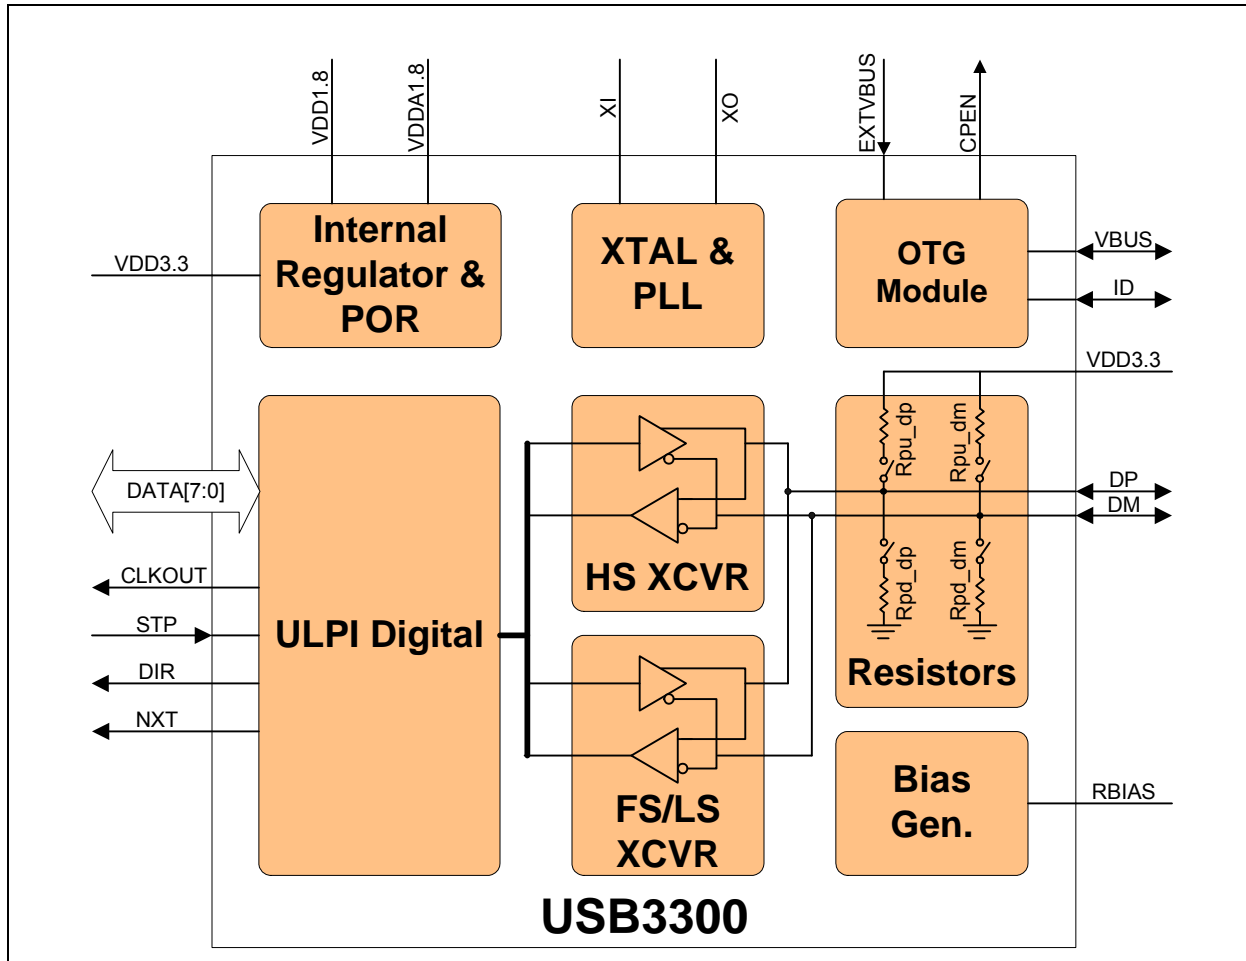 VDD1.8
VDDA1.8
XI
XO
EXTVBUS
CPEN
Internal
Regulator &
POR
XTAL &
PLL
OTG
Module
VDD3.3
VBUS
ID
VDD3.3
Rpu_dp
Rpu_dm
DATA[7:0]
DP
DM
HS XCVR
Rpd_dp
Rpd_dm
CLKOUT
STP
ULPI Digital
DIR
Resistors
NXT
FS/LS
XCVR
Bias
Gen.
RBIAS
USB3300